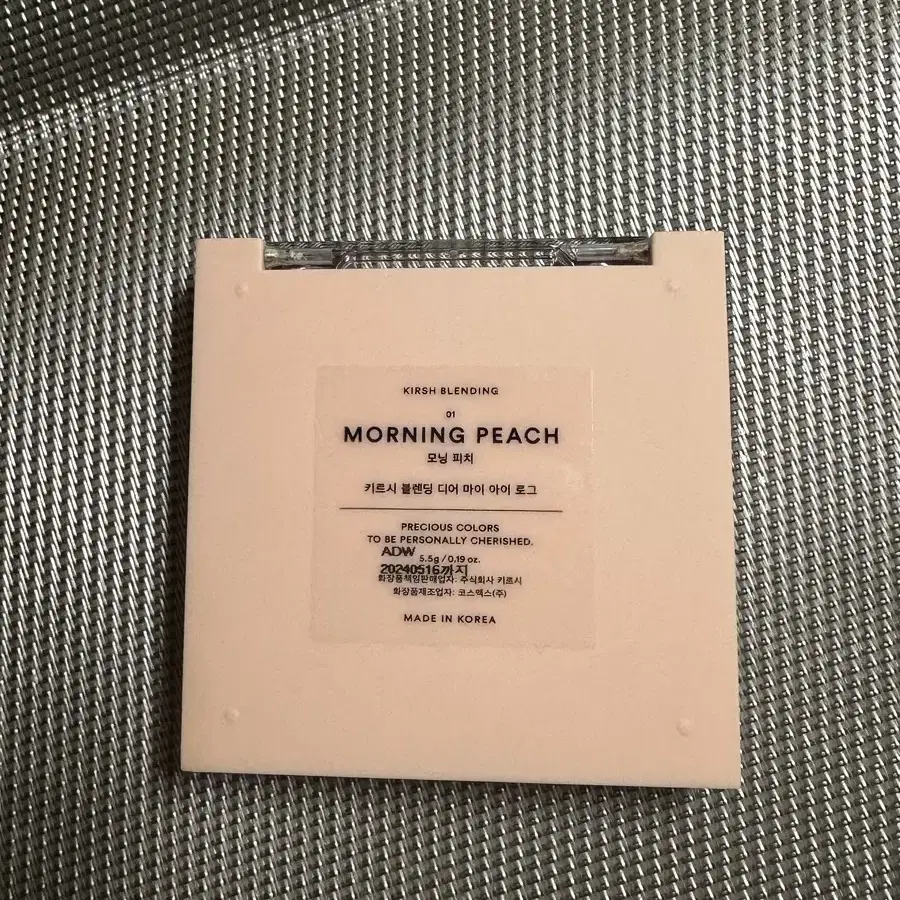 KIRSH BLENDING
01
MORNING PEACH
모닝 피치
키르시 블렌딩 디어 마이 아이 로그
PRECIOUS COLORS
TO BE PERSONALLY CHERISHED.
ADW
5.5g / 0.19 oz.
20240516까지
화장품책임판매업자: 주식회사 키르시
화장품제조업자: 코스맥스(주)
MADE IN KOREA